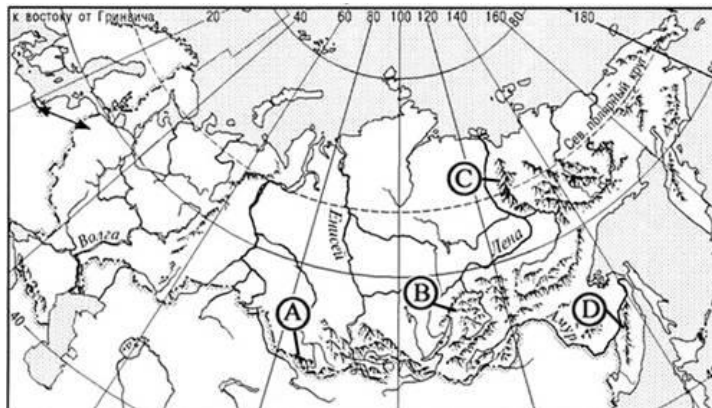 к востоку от Гринвича 20 40 60 80 100 120 140 160 80 180
Сев. полярный круг
C
Волга
Енисей
Лена
A
B
D
Амур
40